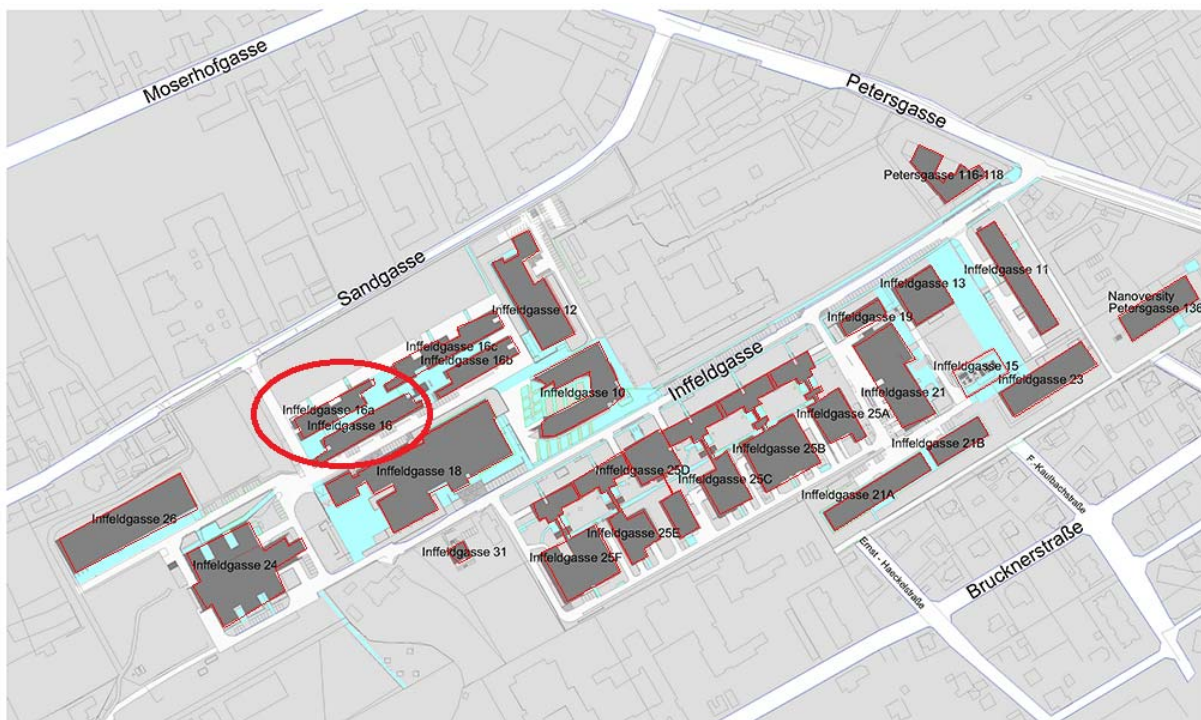 Moserhofgasse
Petersgasse
Petersgasse 116-118
Sandgasse
Inffeldgasse 11
Inffeldgasse 13
Nanoversity
Petersgasse 136
Inffeldgasse 12
Inffeldgasse 19
Inffeldgasse 16c
Inffeldgasse 16b
Inffeldgasse
Inffeldgasse 15
Inffeldgasse 23
Inffeldgasse 10
Inffeldgasse 21
Inffeldgasse 16a
Inffeldgasse 16
Inffeldgasse 25A
Inffeldgasse 21B
Inffeldgasse 25B
Inffeldgasse 18
Inffeldgasse 25D
Inffeldgasse 25C
F.-Kaulbachstraße
Inffeldgasse 21A
Inffeldgasse 26
Inffeldgasse 25E
Inffeldgasse 31
Inffeldgasse 25F
Inffeldgasse 24
Ernst - Haeckelstraße
Brucknerstraße